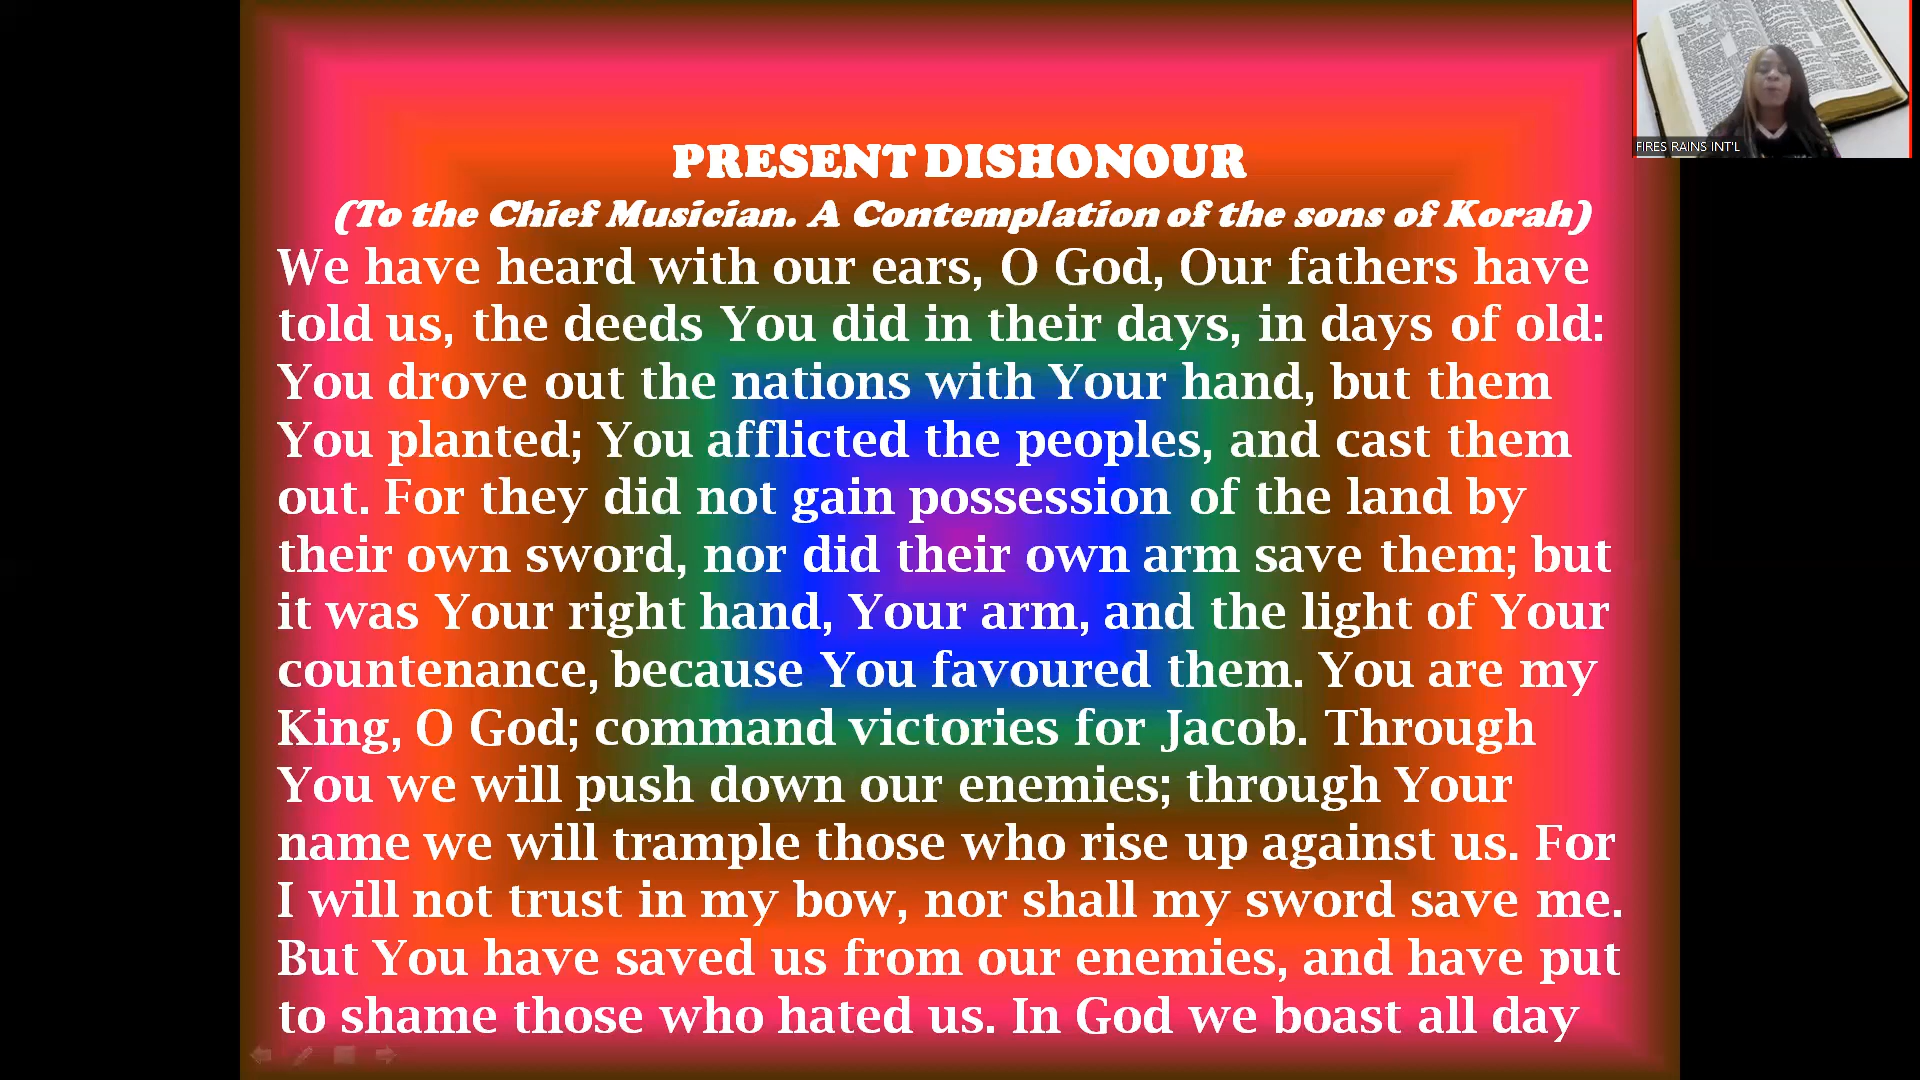 PRESENT DISHONOUR
(To the Chief Musician. A Contemplation of the sons of Korah)
We have heard with our ears, O God, Our fathers have
told us, the deeds You did in their days, in days of old:
You drove out the nations with Your hand, but them
You planted; You afflicted the peoples, and cast them
out. For they did not gain possession of the land by
their own sword, nor did their own arm save them; but
it was Your right hand, Your arm, and the light of Your
countenance, because You favoured them. You are my
King, O God; command victories for Jacob. Through
You we will push down our enemies; through Your
name we will trample those who rise up against us. For
I will not trust in my bow, nor shall my sword save me.
But You have saved us from our enemies, and have put
to shame those who hated us. In God we boast all day
FIRES RAINS INT'L